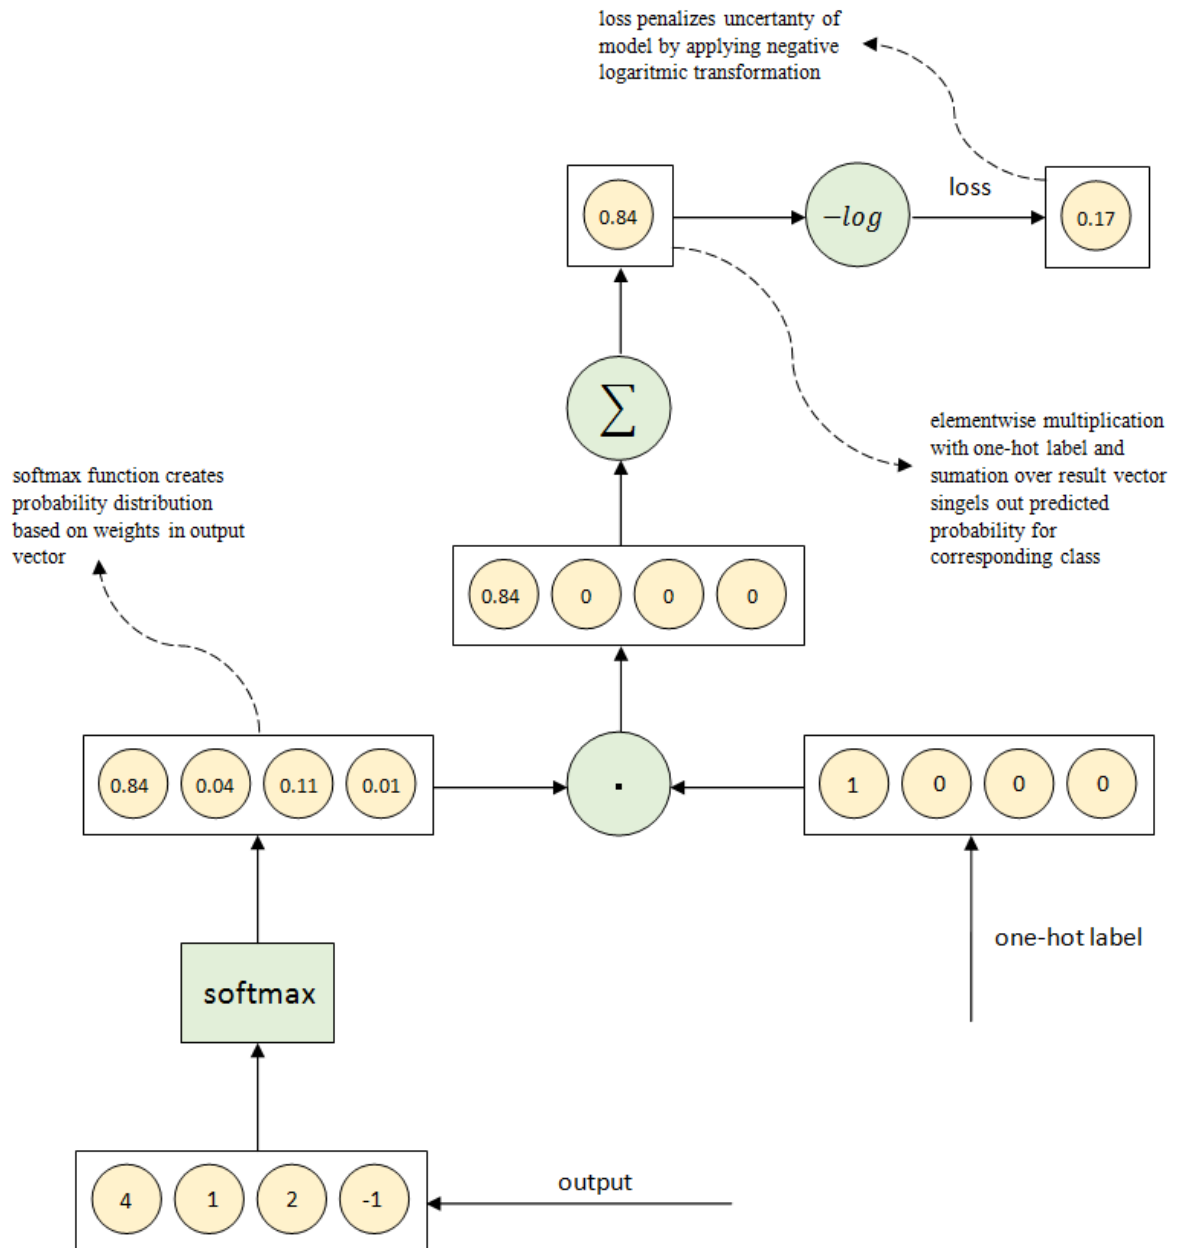 loss penalizes uncertanty of
model by applying negative
logaritmic transformation
0.84
−log
loss
0.17
∑
elementwise multiplication
with one-hot label and
sumation over result vector
singels out predicted
probability for
corresponding class
softmax function creates
probability distribution
based on weights in output
vector
0.84 0 0 0
0.84 0.04 0.11 0.01
.
1 0 0 0
one-hot label
softmax
4 1 2 -1
output